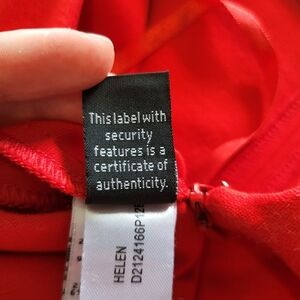 This label with
security
features is a
certificate of
authenticity.
HELEN